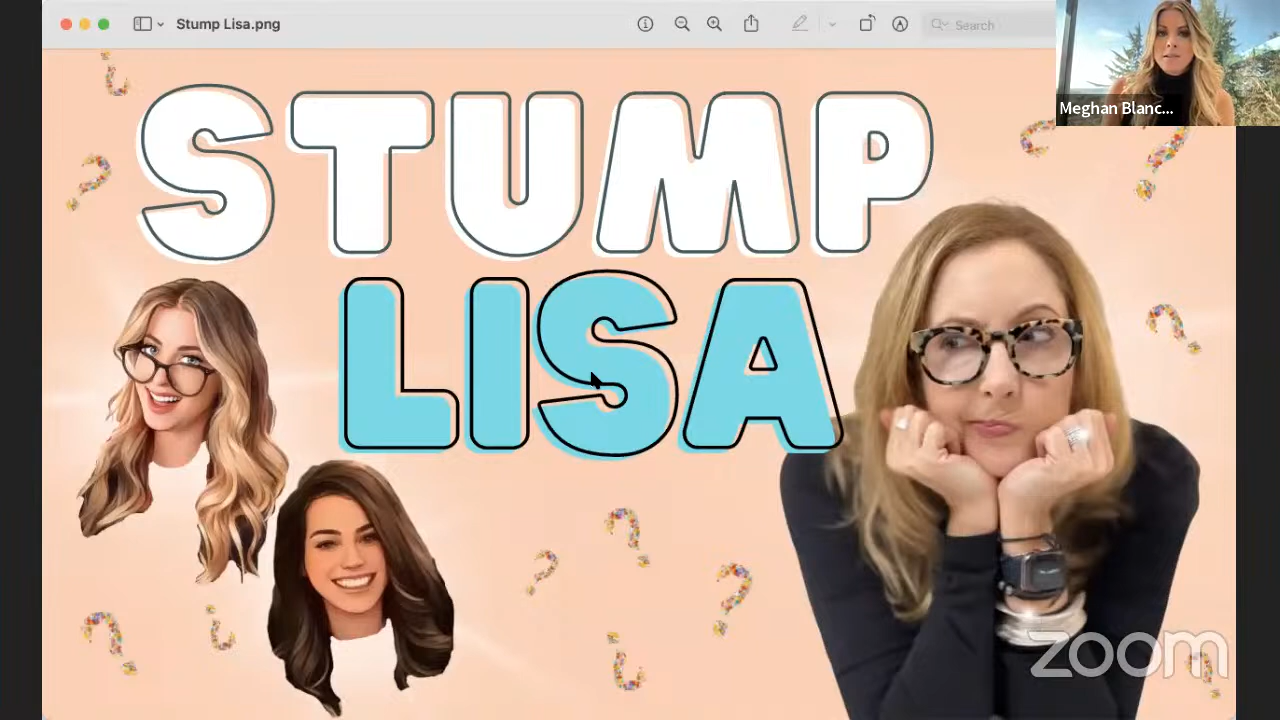 Stump Lisa.png
Search
Meghan Blanc...
STUMP
LISA
zoom